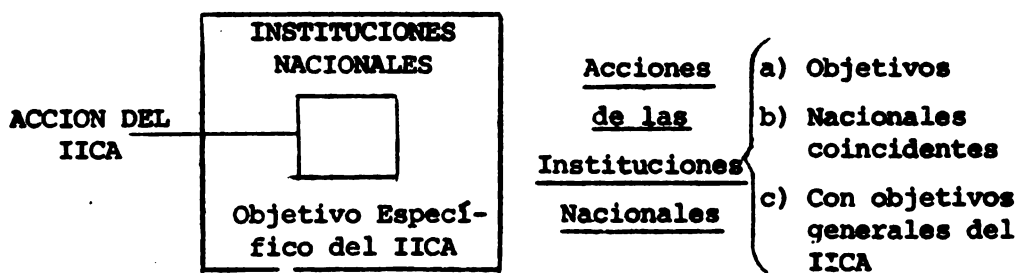 INSTITUCIONES
NACIONALES
ACCION DEL
IICA
Objetivo Especí-
fico del IICA
Acciones
de las
Instituciones
Nacionales
a) Objetivos
b) Nacionales
coincidentes
c) Con objetivos
generales del
IICA